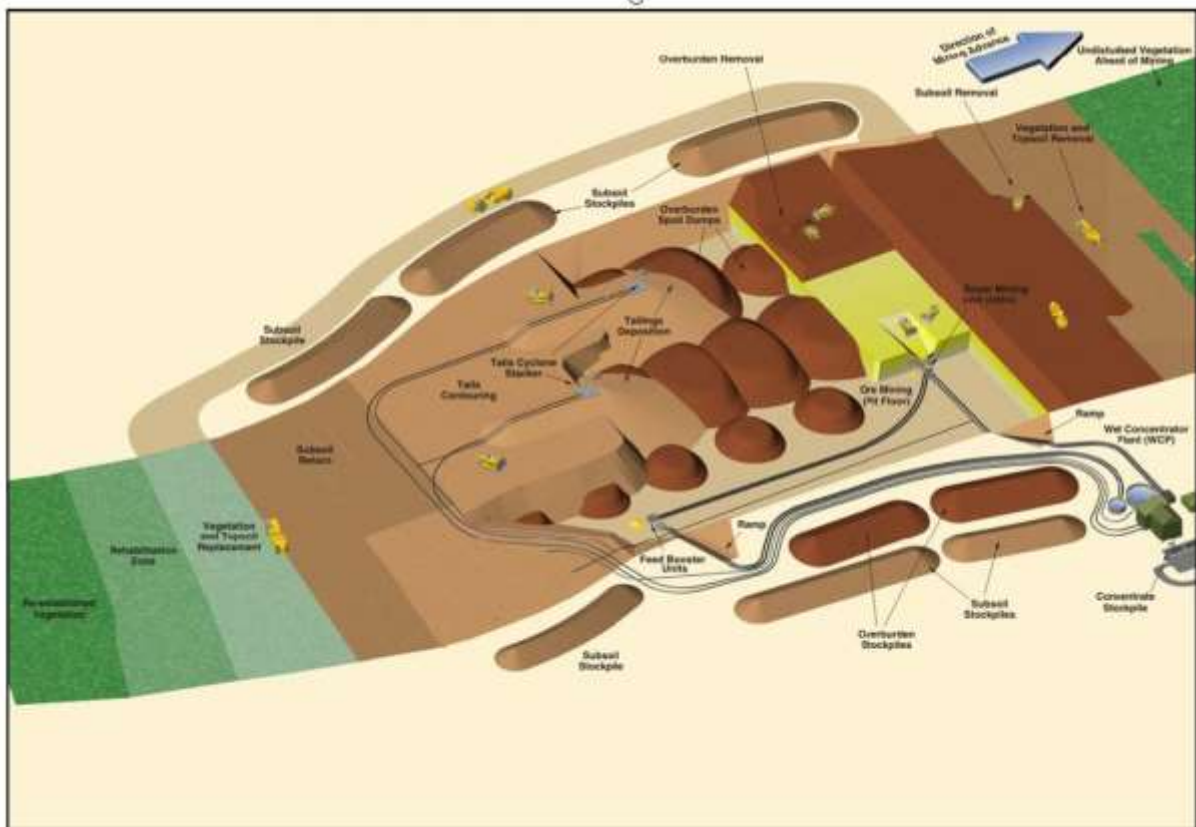 Direction of
Mining Advance
Undisturbed Vegetation
Ahead of Mining
Overburden Removal
Subsoil Removal
Vegetation and
Topsoil Removal
Subsoil
Stockpiles
Overburden
Spoil Dumps
Subsoil
Stockpile
Tailings
Deposition
Tails Cyclone
Stacker
Tails
Contouring
Ore Mining
(Pit Floor)
Ramp
Wet Concentrator
Plant (WCP)
Subsoil
Return
Vegetation
and Topsoil
Replacement
Rehabilitation
Zone
Vegetation
Ramp
Feed Booster
Units
Concentrate
Stockpile
Subsoil
Stockpiles
Overburden
Stockpiles
Subsoil
Stockpile